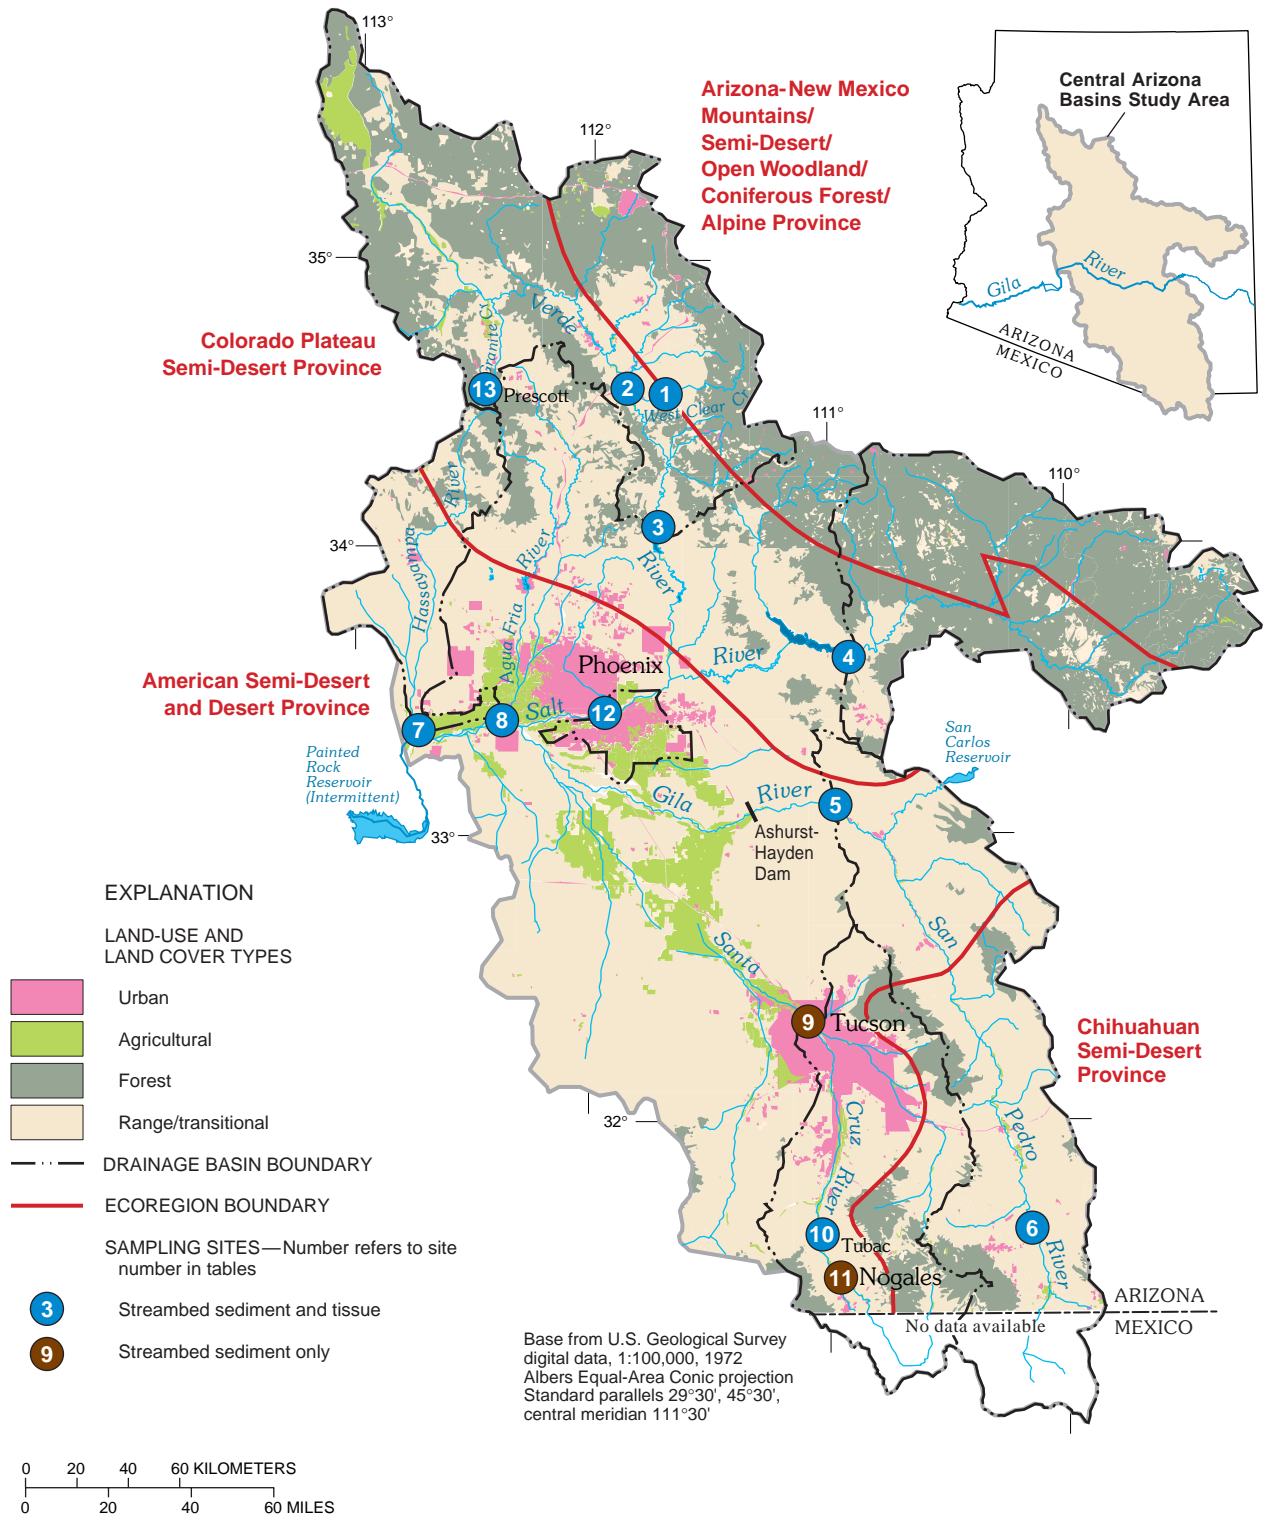 113°
112°
Arizona-New Mexico
Mountains/
Semi-Desert/
Open Woodland/
Coniferous Forest/
Alpine Province
Central Arizona
Basins Study Area
Gila
River
ARIZONA
MEXICO
35°
Verde
Granite Cr
Colorado Plateau
Semi-Desert Province
13
Prescott
2
1
West Clear Cr
111°
110°
River
3
34°
River
River
Hassayampa
Agua Fria
Phoenix
River
4
American Semi-Desert
and Desert Province
7
8
Salt
12
San
Carlos
Reservoir
Painted
Rock
Reservoir
(Intermittent)
Gila
River
5
Ashurst-
Hayden
Dam
33°
San
Santa
9
Tucson
Chihuahuan
Semi-Desert
Province
32°
Cruz
Pedro
River
10
Tubac
6
River
11
Nogales
ARIZONA
MEXICO
No data available
EXPLANATION
LAND-USE AND
LAND COVER TYPES
Urban
Agricultural
Forest
Range/transitional
DRAINAGE BASIN BOUNDARY
ECOREGION BOUNDARY
SAMPLING SITES—Number refers to site
number in tables
3
Streambed sediment and tissue
9
Streambed sediment only
Base from U.S. Geological Survey
digital data, 1:100,000, 1972
Albers Equal-Area Conic projection
Standard parallels 29°30', 45°30',
central meridian 111°30'
0 20 40 60 KILOMETERS
0 20 40 60 MILES